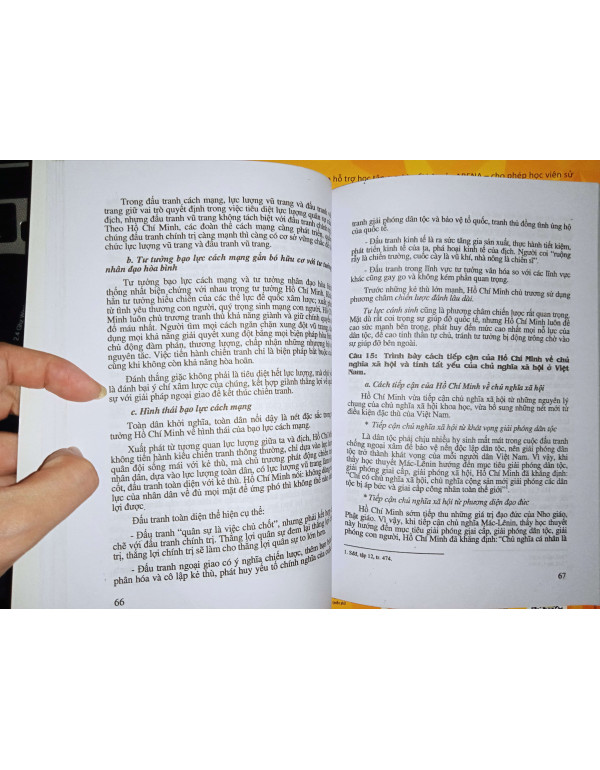 hỗ trợ học tập
ARENA – cho phép học viên sử
Trong đấu tranh cách mạng, lực lượng vũ trang và đấu tranh vũ
trang giữ vai trò quyết định trong việc tiêu diệt lực lượng quân sự
địch, nhưng đấu tranh vũ trang không tách biệt với đấu tranh chính
Theo Hồ Chí Minh, các đoàn thể cách mạng càng phát triển,
chúng đấu tranh chính trị càng mạnh thì càng có cơ sở vững chắc để
chức lực lượng vũ trang và đấu tranh vũ trang.
b. Tư tưởng bạo lực cách mạng gắn bó hữu cơ với tư tưởng
nhân đạo hòa bình
Tư tưởng bạo lực cách mạng và tư tưởng nhân đạo hòa
thống nhất biện chứng với nhau trong tư tưởng Hồ Chí Minh,
hẳn tư tưởng hiếu chiến của các thế lực đế quốc xâm lược; xuất
từ tình yêu thương con người, quý trọng sinh mạng con người, Hồ
Minh luôn chủ trương tranh thủ khả năng giành và giữ chính quyền
đổ máu nhất. Người tìm mọi cách ngăn chặn xung đột vũ trang,
dụng mọi khả năng giải quyết xung đột bằng mọi biện pháp hòa
chủ động đàm phán, thương lượng, chấp nhận những nhượng bộ
nguyên tắc. Việc tiến hành chiến tranh chỉ là biện pháp bắt buộc
cùng khi không còn khả năng hòa hoãn.
Đánh thắng giặc không phải là tiêu diệt hết lực lượng, mà chủ
là đánh bại ý chí xâm lược của chúng, kết hợp giành thắng lợi về quân
sự với giải pháp ngoại giao để kết thúc chiến tranh.
c. Hình thái bạo lực cách mạng
Toàn dân khởi nghĩa, toàn dân nổi dậy là nét đặc sắc trong
tưởng Hồ Chí Minh về hình thái của bạo lực cách mạng.
Xuất phát từ tương quan lực lượng giữa ta và địch, Hồ Chí
không tiến hành kiểu chiến tranh thông thường, chỉ dựa vào lực
quân đội sống mái với kẻ thù, mà chủ trương phát động chiến
nhân dân, dựa vào lực lượng toàn dân, có lực lượng vũ trang làm
cốt, đấu tranh toàn diện với kẻ thù. Hồ Chí Minh nói: không dùng
lực của nhân dân về đủ mọi mặt để ứng phó thì không thể nào
lợi được.
Đấu tranh toàn diện thể hiện cụ thể:
- Đấu tranh “quân sự là việc chủ chốt”, nhưng phải kết hợp
chẽ với đấu tranh chính trị. Thắng lợi quân sự đem lại thắng lợi
trị, thắng lợi chính trị sẽ làm cho thắng lợi quân sự to lớn hơn.
- Đấu tranh ngoại giao có ý nghĩa chiến lược, thêm bạn
phân hóa và cô lập kẻ thù, phát huy yếu tố chính nghĩa của
66
tranh giải phóng dân tộc và bảo vệ tổ quốc, tranh thủ đồng tình ủng hộ
của quốc tế.
- Đấu tranh kinh tế là ra sức tăng gia sản xuất, thực hành tiết kiệm,
phát triển kinh tế của ta, phá hoại kinh tế của địch. Người coi “ruộng
rẫy là chiến trường, cuốc cày là vũ khí, nhà nông là chiến sĩ”.
- Đấu tranh trong lĩnh vực tư tưởng văn hóa so với các lĩnh vực
khác cũng gay go và không kém phần quan trọng.
Trước những kẻ thù lớn mạnh, Hồ Chí Minh chủ trương sử dụng
phương châm chiến lược đánh lâu dài.
Tự lực cánh sinh cũng là phương châm chiến lược rất quan trọng.
Mặt dù rất coi trọng sự giúp đỡ quốc tế, nhưng Hồ Chí Minh luôn đề
cao sức mạnh bên trong, phát huy đến mức cao nhất mọi nỗ lực của
dân tộc, đề cao tinh thần tự chủ, tránh tư tưởng bị động trông chờ vào
sự giúp đỡ bên ngoài.
Câu 15: Trình bày cách tiếp cận của Hồ Chí Minh về chủ
nghĩa xã hội và tính tất yếu của chủ nghĩa xã hội ở Việt
Nam.
a. Cách tiếp cận của Hồ Chí Minh về chủ nghĩa xã hội
Hồ Chí Minh vừa tiếp cận chủ nghĩa xã hội từ những nguyên lý
chung của chủ nghĩa xã hội khoa học, vừa bổ sung những nét mới từ
điều kiện đặc thù của Việt Nam.
* Tiếp cận chủ nghĩa xã hội từ khát vọng giải phóng dân tộc
Là dân tộc phải chịu nhiều hy sinh mất mát trong cuộc đấu tranh
chống ngoại xâm để bảo vệ nền độc lập dân tộc, nên giải phóng dân
tộc trở thành khát vọng của mỗi người dân Việt Nam. Vì vậy, khi
thấy học thuyết Mác-Lênin hướng đến mục tiêu giải phóng dân tộc,
giải phóng giai cấp, giải phóng con người, Hồ Chí Minh đã khẳng định:
“Chỉ có chủ nghĩa xã hội, chủ nghĩa cộng sản mới giải phóng các dân
tộc bị áp bức và giai cấp công nhân toàn thế giới”¹.
* Tiếp cận chủ nghĩa xã hội từ phương diện đạo đức
Hồ Chí Minh sớm tiếp thu những giá trị đạo đức của Nho giáo,
Phật giáo. Vì vậy, khi tiếp cận chủ nghĩa Mác-Lênin, thấy học thuyết
này hướng đến mục tiêu giải phóng giai cấp, giải phóng dân tộc, giải
phóng con người, Hồ Chí Minh đã khẳng định: “Chủ nghĩa cá nhân là
1. Sđd, tập 12, tr. 474.
67